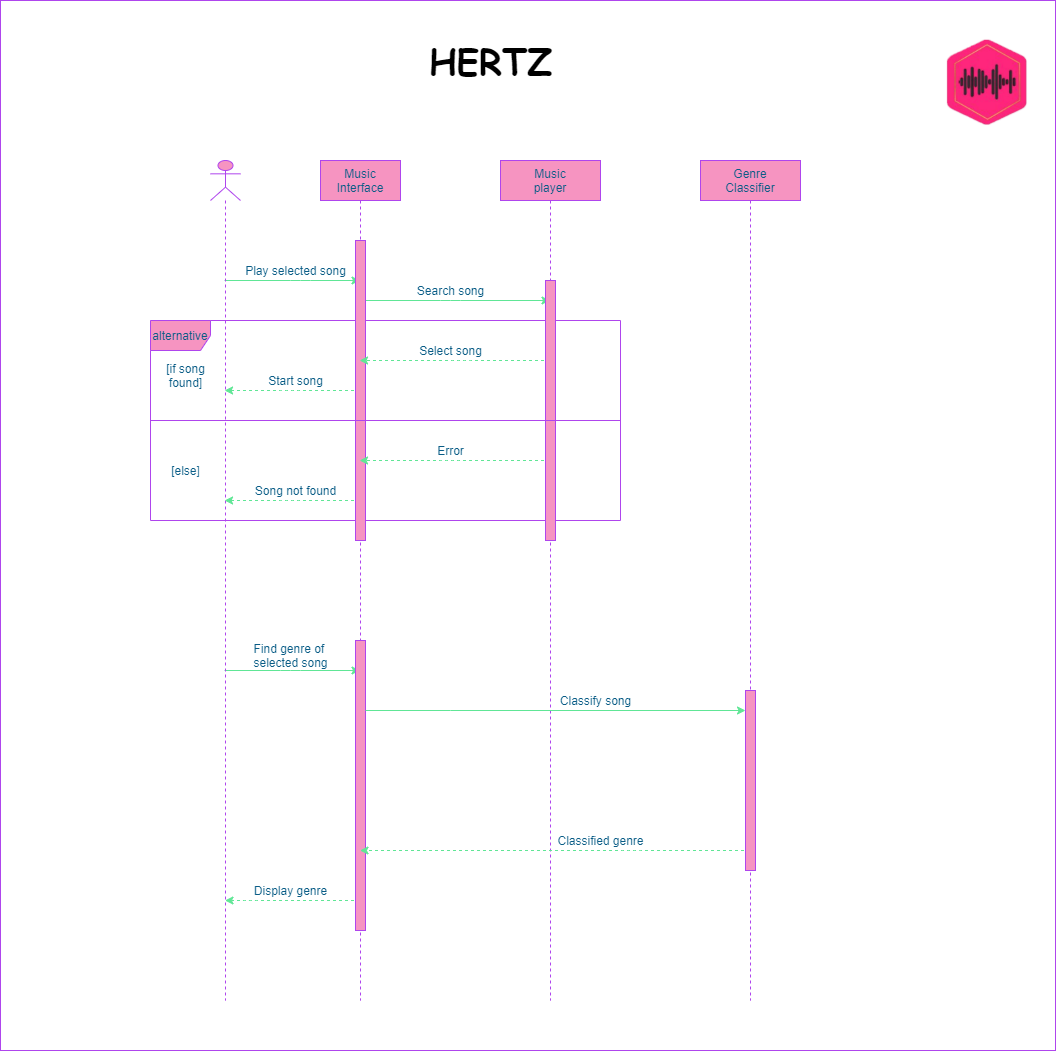 HERTZ
Music
Interface
Music
player
Genre
Classifier
Play selected song
Search song
alternative
Select song
[if song
found]
Start song
Error
[else]
Song not found
Find genre of
selected song
Classify song
Classified genre
Display genre